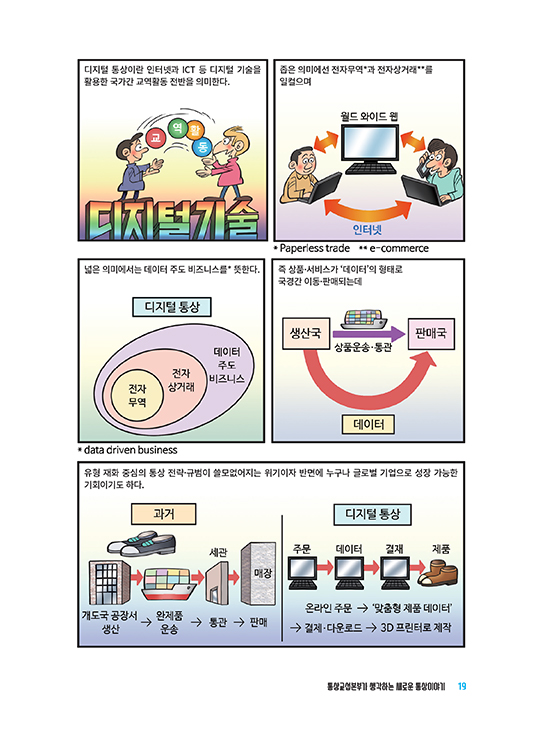 디지털 통상이란 인터넷과 ICT 등 디지털 기술을
활용한 국가간 교역활동 전반을 의미한다.
교 역 활 동
디지털기술
좁은 의미에선 전자무역*과 전자상거래**를
일컬으며
월드 와이드 웹
인터넷
* Paperless trade ** e-commerce
넓은 의미에서는 데이터 주도 비즈니스를* 뜻한다.
디지털 통상
데이터
주도
비즈니스
전자
상거래
전자
무역
* data driven business
즉 상품·서비스가 '데이터'의 형태로
국경간 이동·판매되는데
생산국
판매국
상품운송·통관
데이터
유형 재화 중심의 통상 전략·규범이 쓸모없어지는 위기이자 반면에 누구나 글로벌 기업으로 성장 가능한
기회이기도 하다.
과거
세관
매장
개도국 공장서
생산
→ 완제품
운송
→ 통관 → 판매
디지털 통상
주문 데이터 결재 제품
온라인 주문 → '맞춤형 제품 데이터'
→ 결제·다운로드 → 3D 프린터로 제작
통상교섭본부가 생각하는 새로운 통상이야기 19